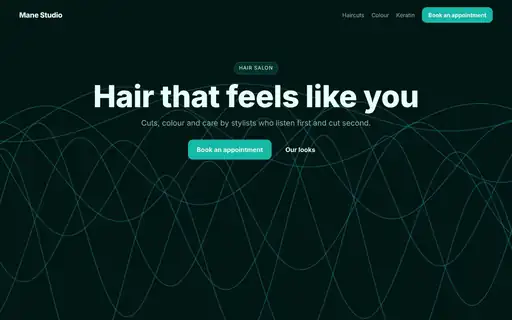 Mane Studio
Haircuts Colour Keratin Book an appointment
HAIR SALON
Hair that feels like you
Cuts, colour and care by stylists who listen first and cut second.
Book an appointment Our looks